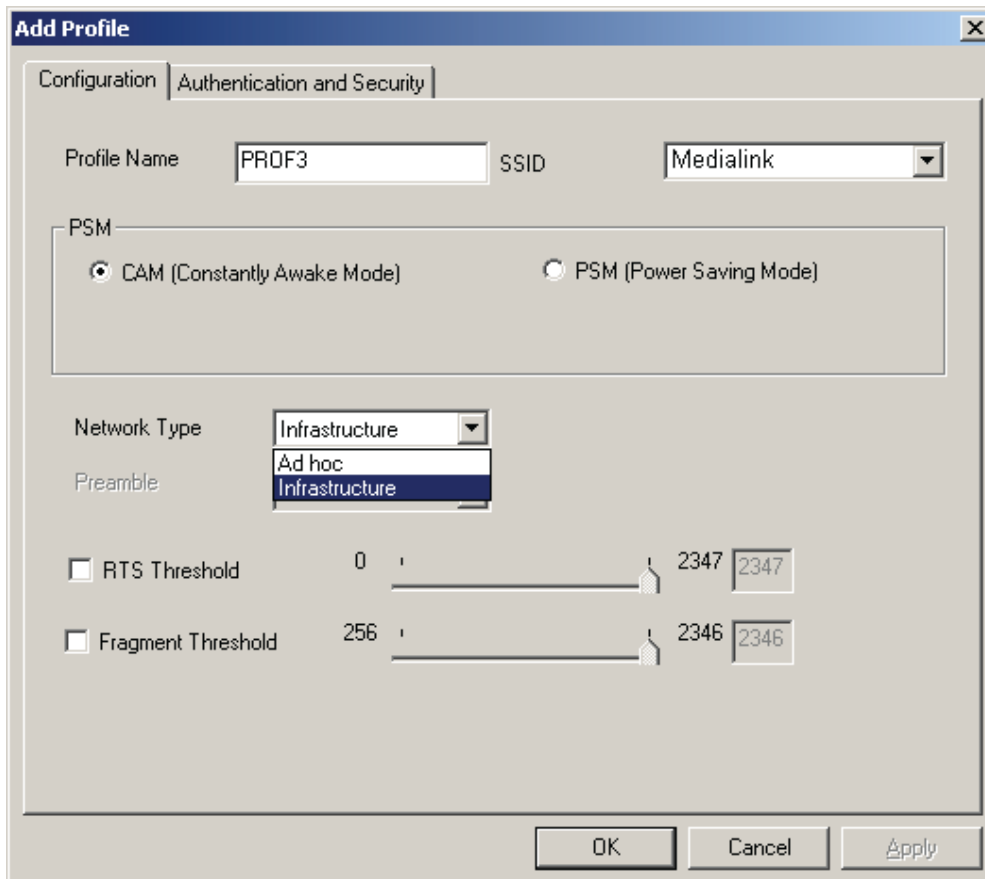 Add Profile
Configuration
Authentication and Security
Profile Name
PROF3
SSID
Medialink
PSM
CAM (Constantly Awake Mode)
PSM (Power Saving Mode)
Network Type
Infrastructure
Ad hoc
Infrastructure
Preamble
RTS Threshold
0
2347
2347
Fragment Threshold
256
2346
2346
OK
Cancel
Apply